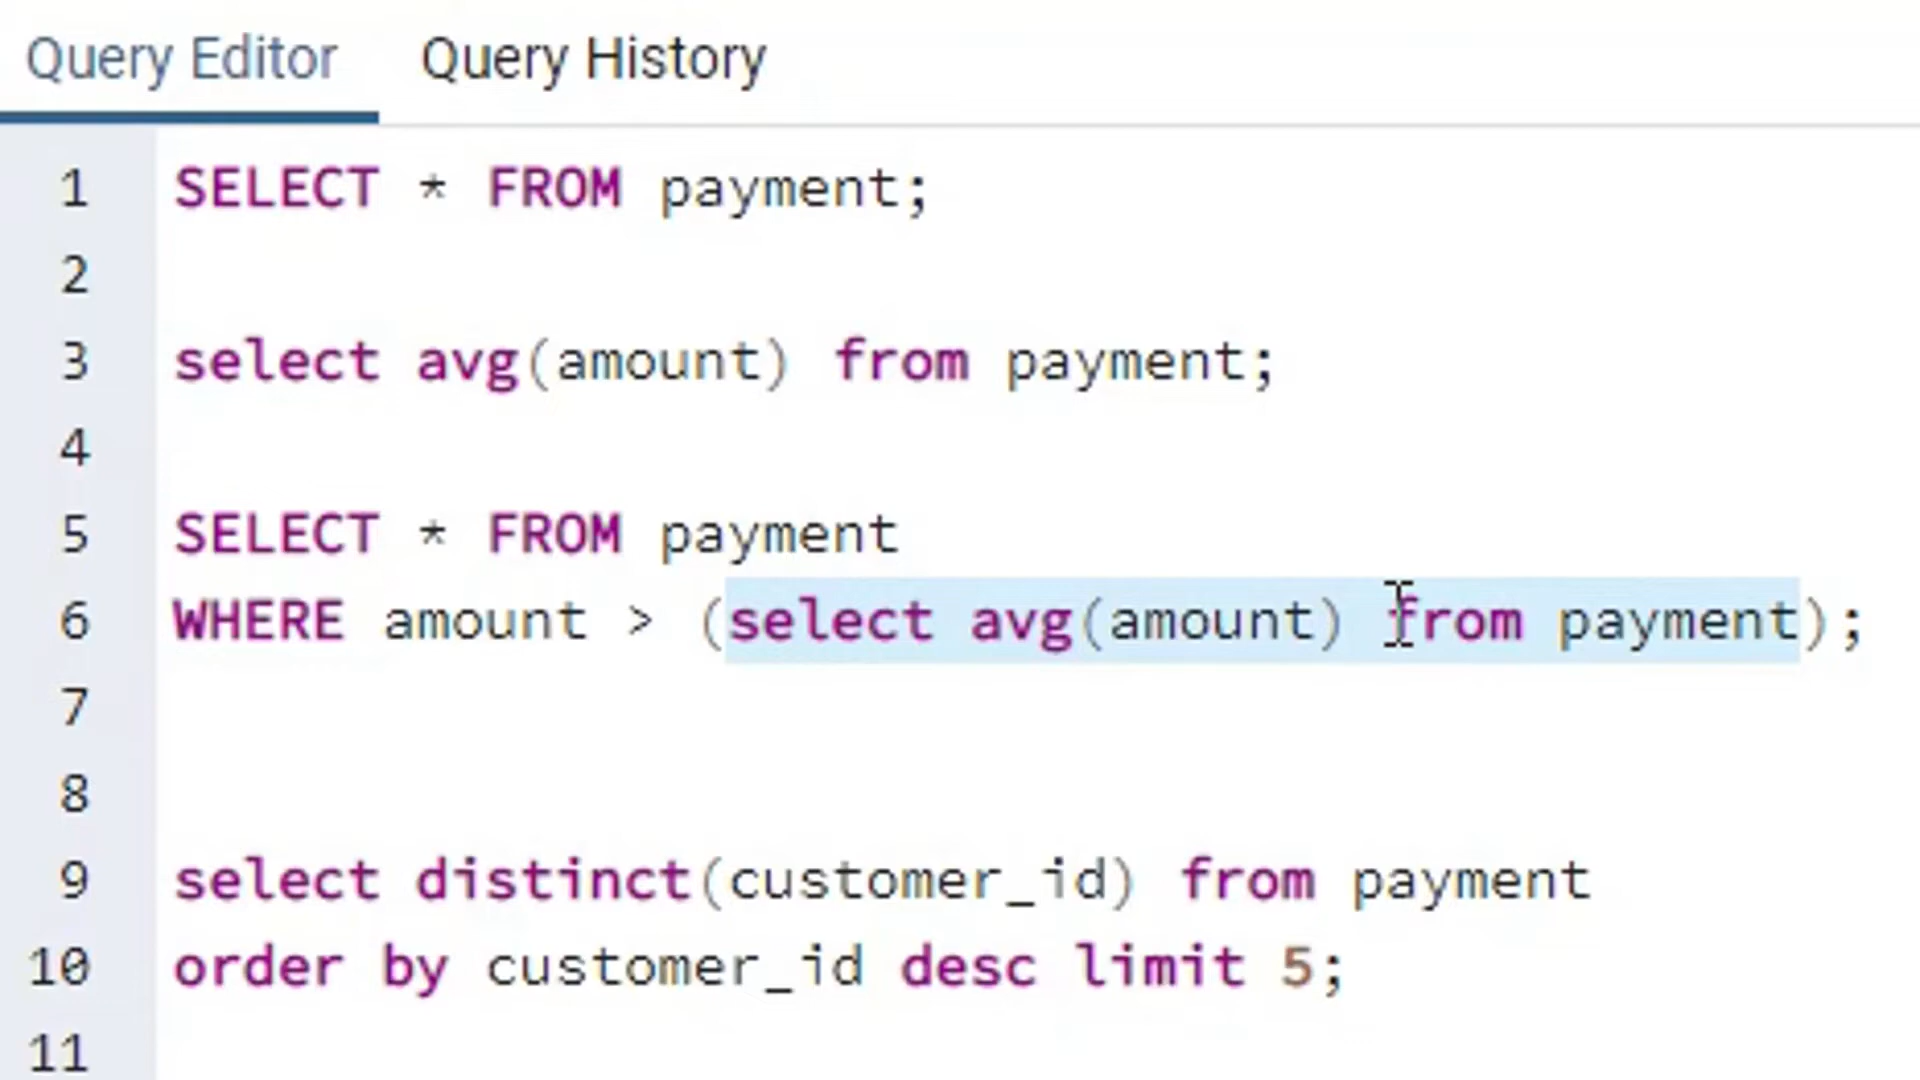 Query Editor Query History
1 SELECT * FROM payment;
2
3 select avg(amount) from payment;
4
5 SELECT * FROM payment
6 WHERE amount > (select avg(amount) from payment);
7
8
9 select distinct(customer_id) from payment
10 order by customer_id desc limit 5;
11